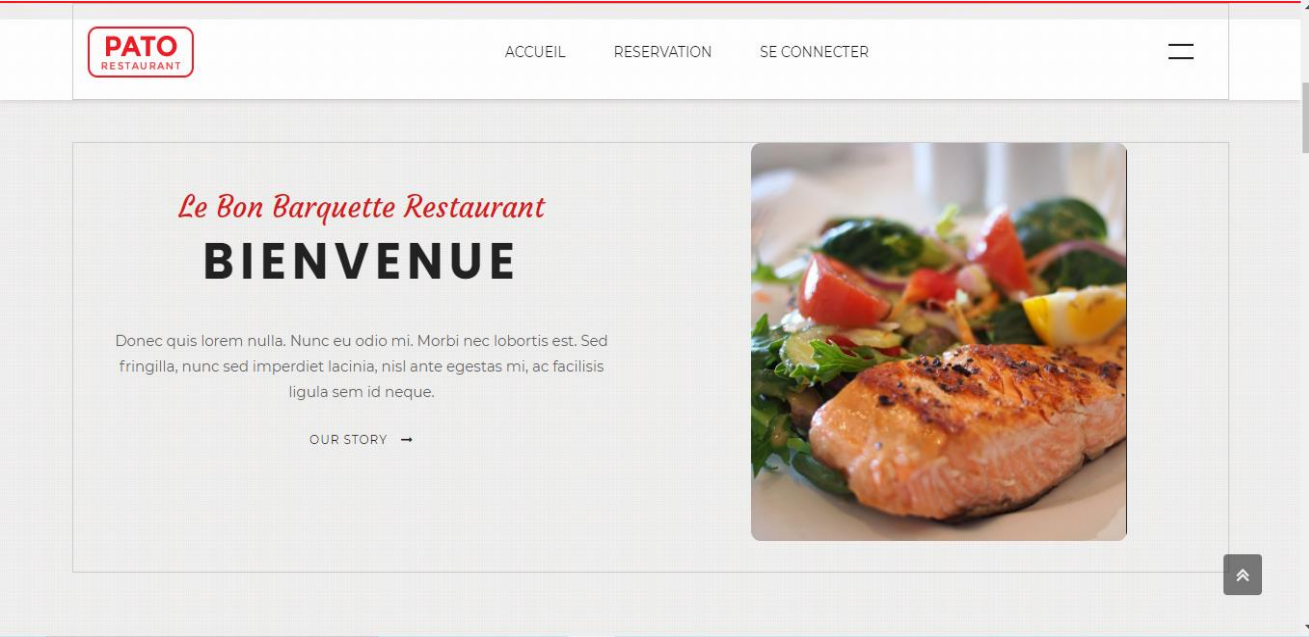 PATO
RESTAURANT
ACCUEIL
RESERVATION
SE CONNECTER
Le Bon Barquette Restaurant
BIENVENUE
Donec quis lorem nulla. Nunc eu odio mi. Morbi nec lobortis est. Sed
fringilla, nunc sed imperdiet lacinia, nisl ante egestas mi, ac facilisis
ligula sem id neque.
OUR STORY